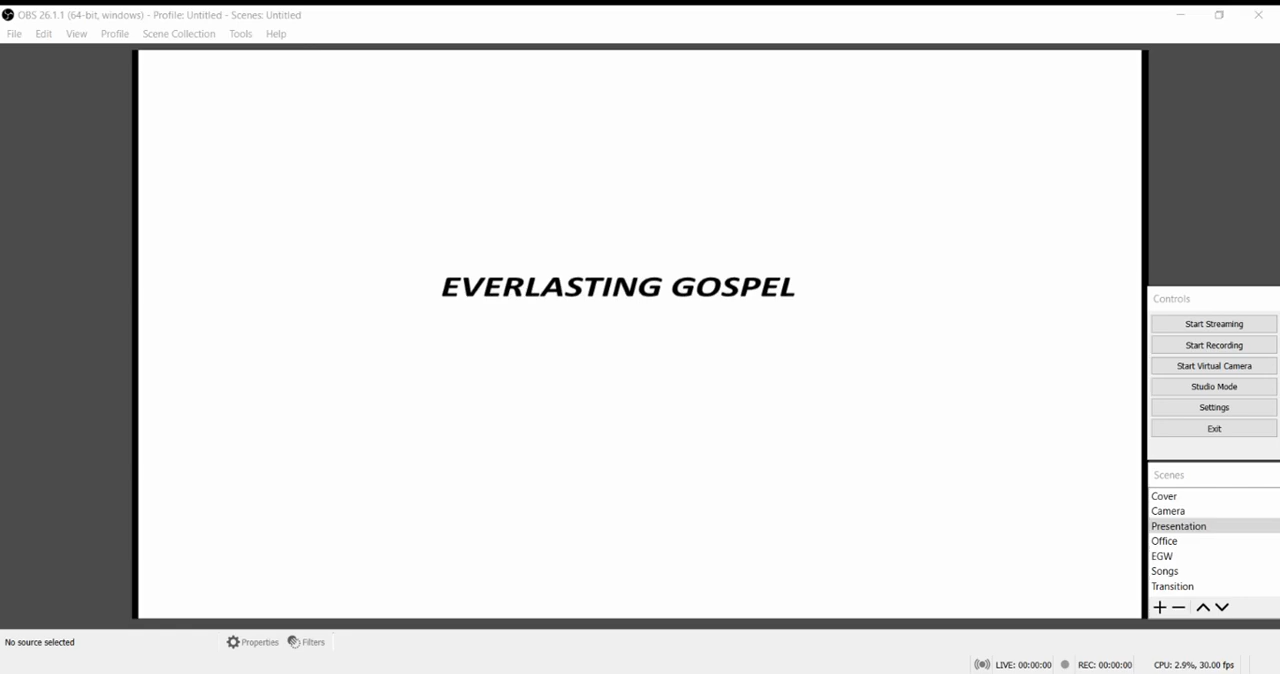 OBS 26.1.1 (64-bit, windows) - Profile: Untitled - Scenes: Untitled
File Edit View Profile Scene Collection Tools Help
EVERLASTING GOSPEL
Controls
Start Streaming
Start Recording
Start Virtual Camera
Studio Mode
Settings
Exit
Scenes
Cover
Camera
Presentation
Office
EGW
Songs
Transition
No source selected Properties Filters
LIVE: 00:00:00 REC: 00:00:00 CPU: 2.9%, 30.00 fps